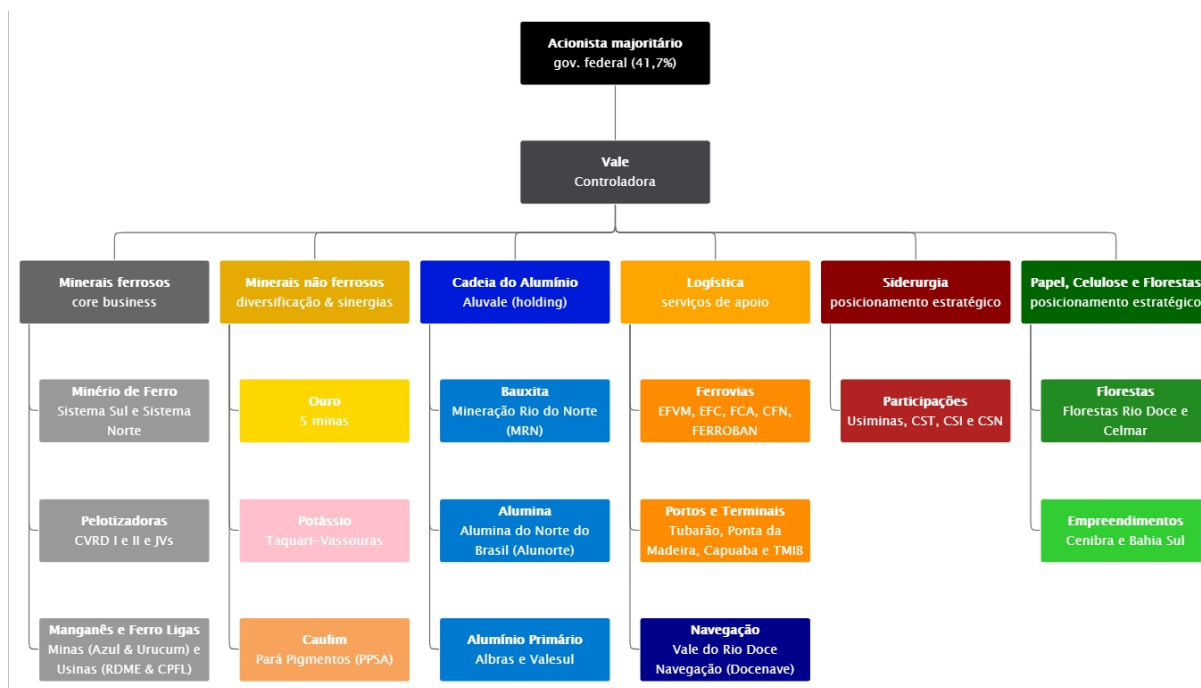 Acionista majoritário
gov. federal (41,7%)
Vale
Controladora
Minerais ferrosos
core business
Minerais não ferrosos
diversificação & sinergias
Cadeia do Alumínio
Aluvale (holding)
Logística
serviços de apoio
Siderurgia
posicionamento estratégico
Papel, Celulose e Florestas
posicionamento estratégico
Minério de Ferro
Sistema Sul e Sistema
Norte
Ouro
5 minas
Bauxita
Mineração Rio do Norte
(MRN)
Ferrovias
EFVM, EFC, FCA, CFN,
FERROBAN
Participações
Usiminas, CST, CSI e CSN
Florestas
Florestas Rio Doce e
Celmar
Pelotizadoras
CVRD I e II e JVs
Potássio
Taquari-Vassouras
Alumina
Alumina do Norte do
Brasil (Alunorte)
Portos e Terminais
Tubarão, Ponta da
Madeira, Capuaba e TMIB
Empreendimentos
Cenibra e Bahia Sul
Manganês e Ferro Ligas
Minas (Azul & Urucum) e
Usinas (RDME & CPFL)
Caulim
Pará Pigmentos (PPSA)
Alumínio Primário
Albras e Valesul
Navegação
Vale do Rio Doce
Navegação (Docenave)